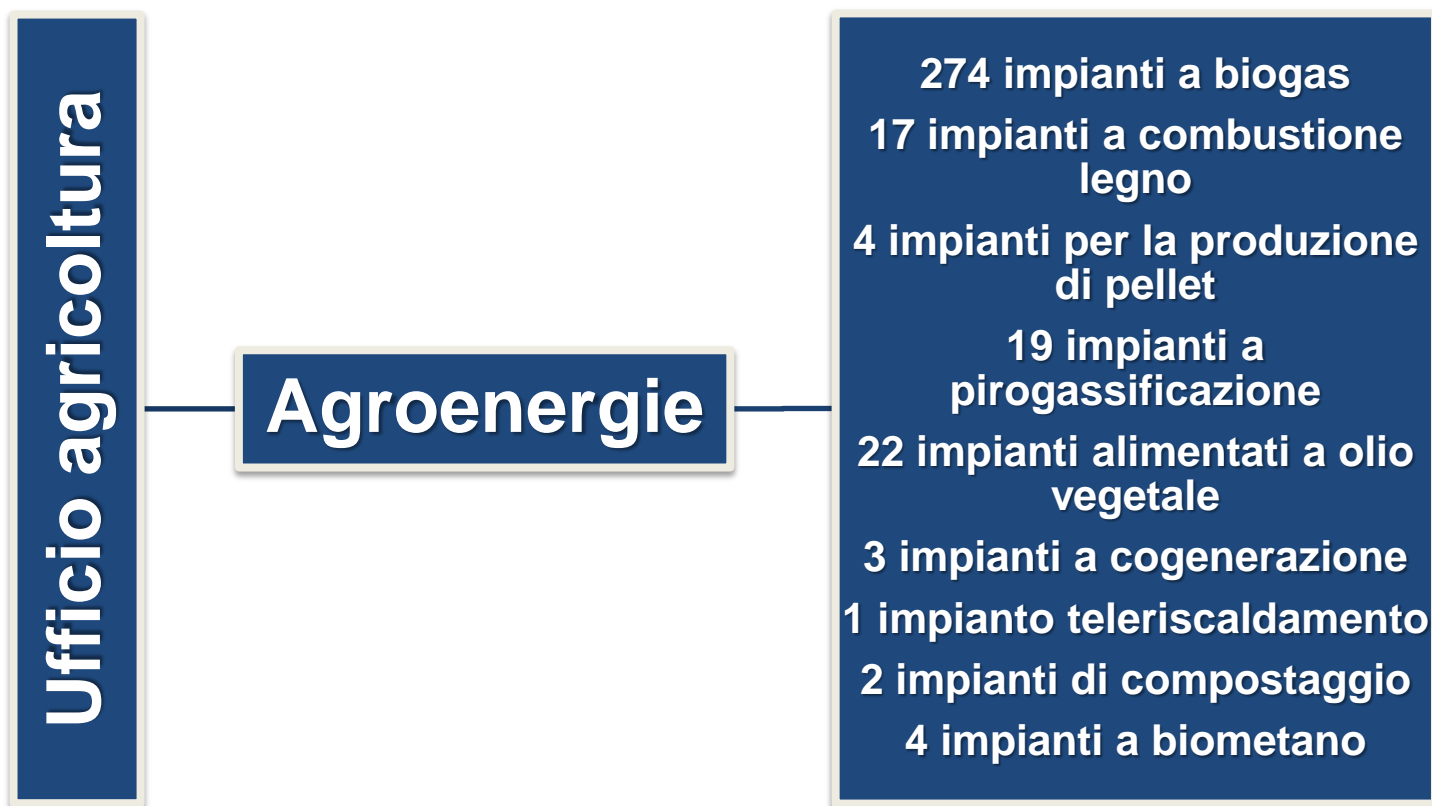 Ufficio agricoltura
Agroenergie
274 impianti a biogas
17 impianti a combustione
legno
4 impianti per la produzione
di pellet
19 impianti a
pirogassificazione
22 impianti alimentati a olio
vegetale
3 impianti a cogenerazione
1 impianto teleriscaldamento
2 impianti di compostaggio
4 impianti a biometano